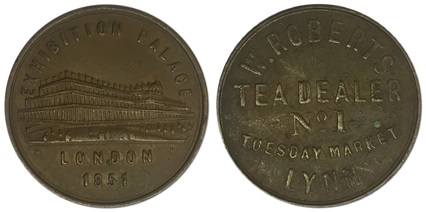 EXHIBITION PALACE
LONDON
1851
W. ROBERTS
TEA DEALER
No 1
TUESDAY MARKET
LYNN